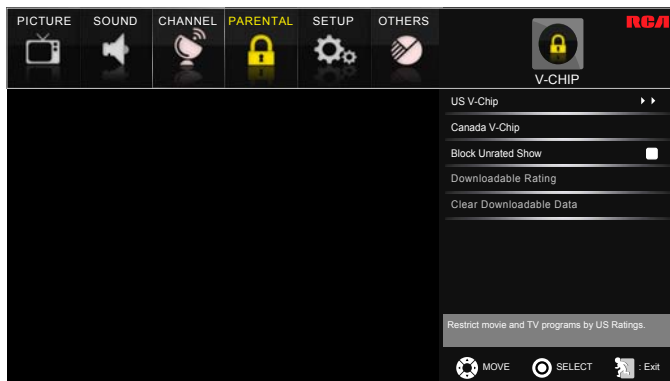 PICTURE SOUND CHANNEL PARENTAL SETUP OTHERS
RCA
V-CHIP
US V-Chip
Canada V-Chip
Block Unrated Show
Downloadable Rating
Clear Downloadable Data
Restrict movie and TV programs by US Ratings.
MOVE SELECT : Exit